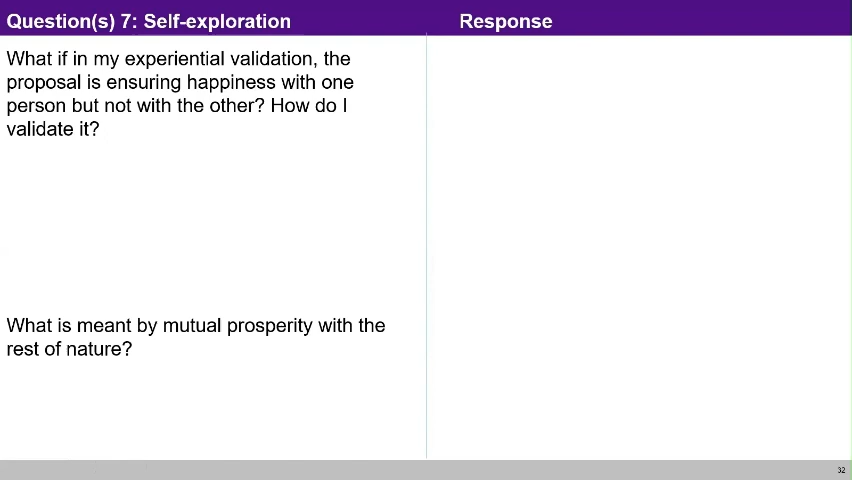 Question(s) 7: Self-exploration
Response
What if in my experiential validation, the
proposal is ensuring happiness with one
person but not with the other? How do I
validate it?
What is meant by mutual prosperity with the
rest of nature?
32